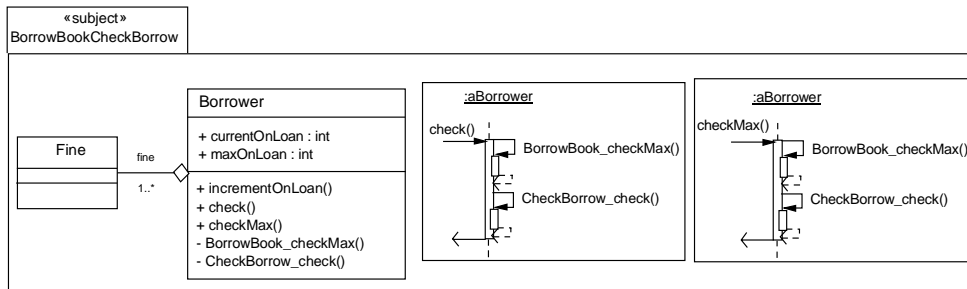 «subject»
BorrowBookCheckBorrow
Fine
fine
1..*
Borrower
+ currentOnLoan : int
+ maxOnLoan : int
+ incrementOnLoan()
+ check()
+ checkMax()
- BorrowBook_checkMax()
- CheckBorrow_check()
:aBorrower
check()
BorrowBook_checkMax()
CheckBorrow_check()
:aBorrower
checkMax()
BorrowBook_checkMax()
CheckBorrow_check()